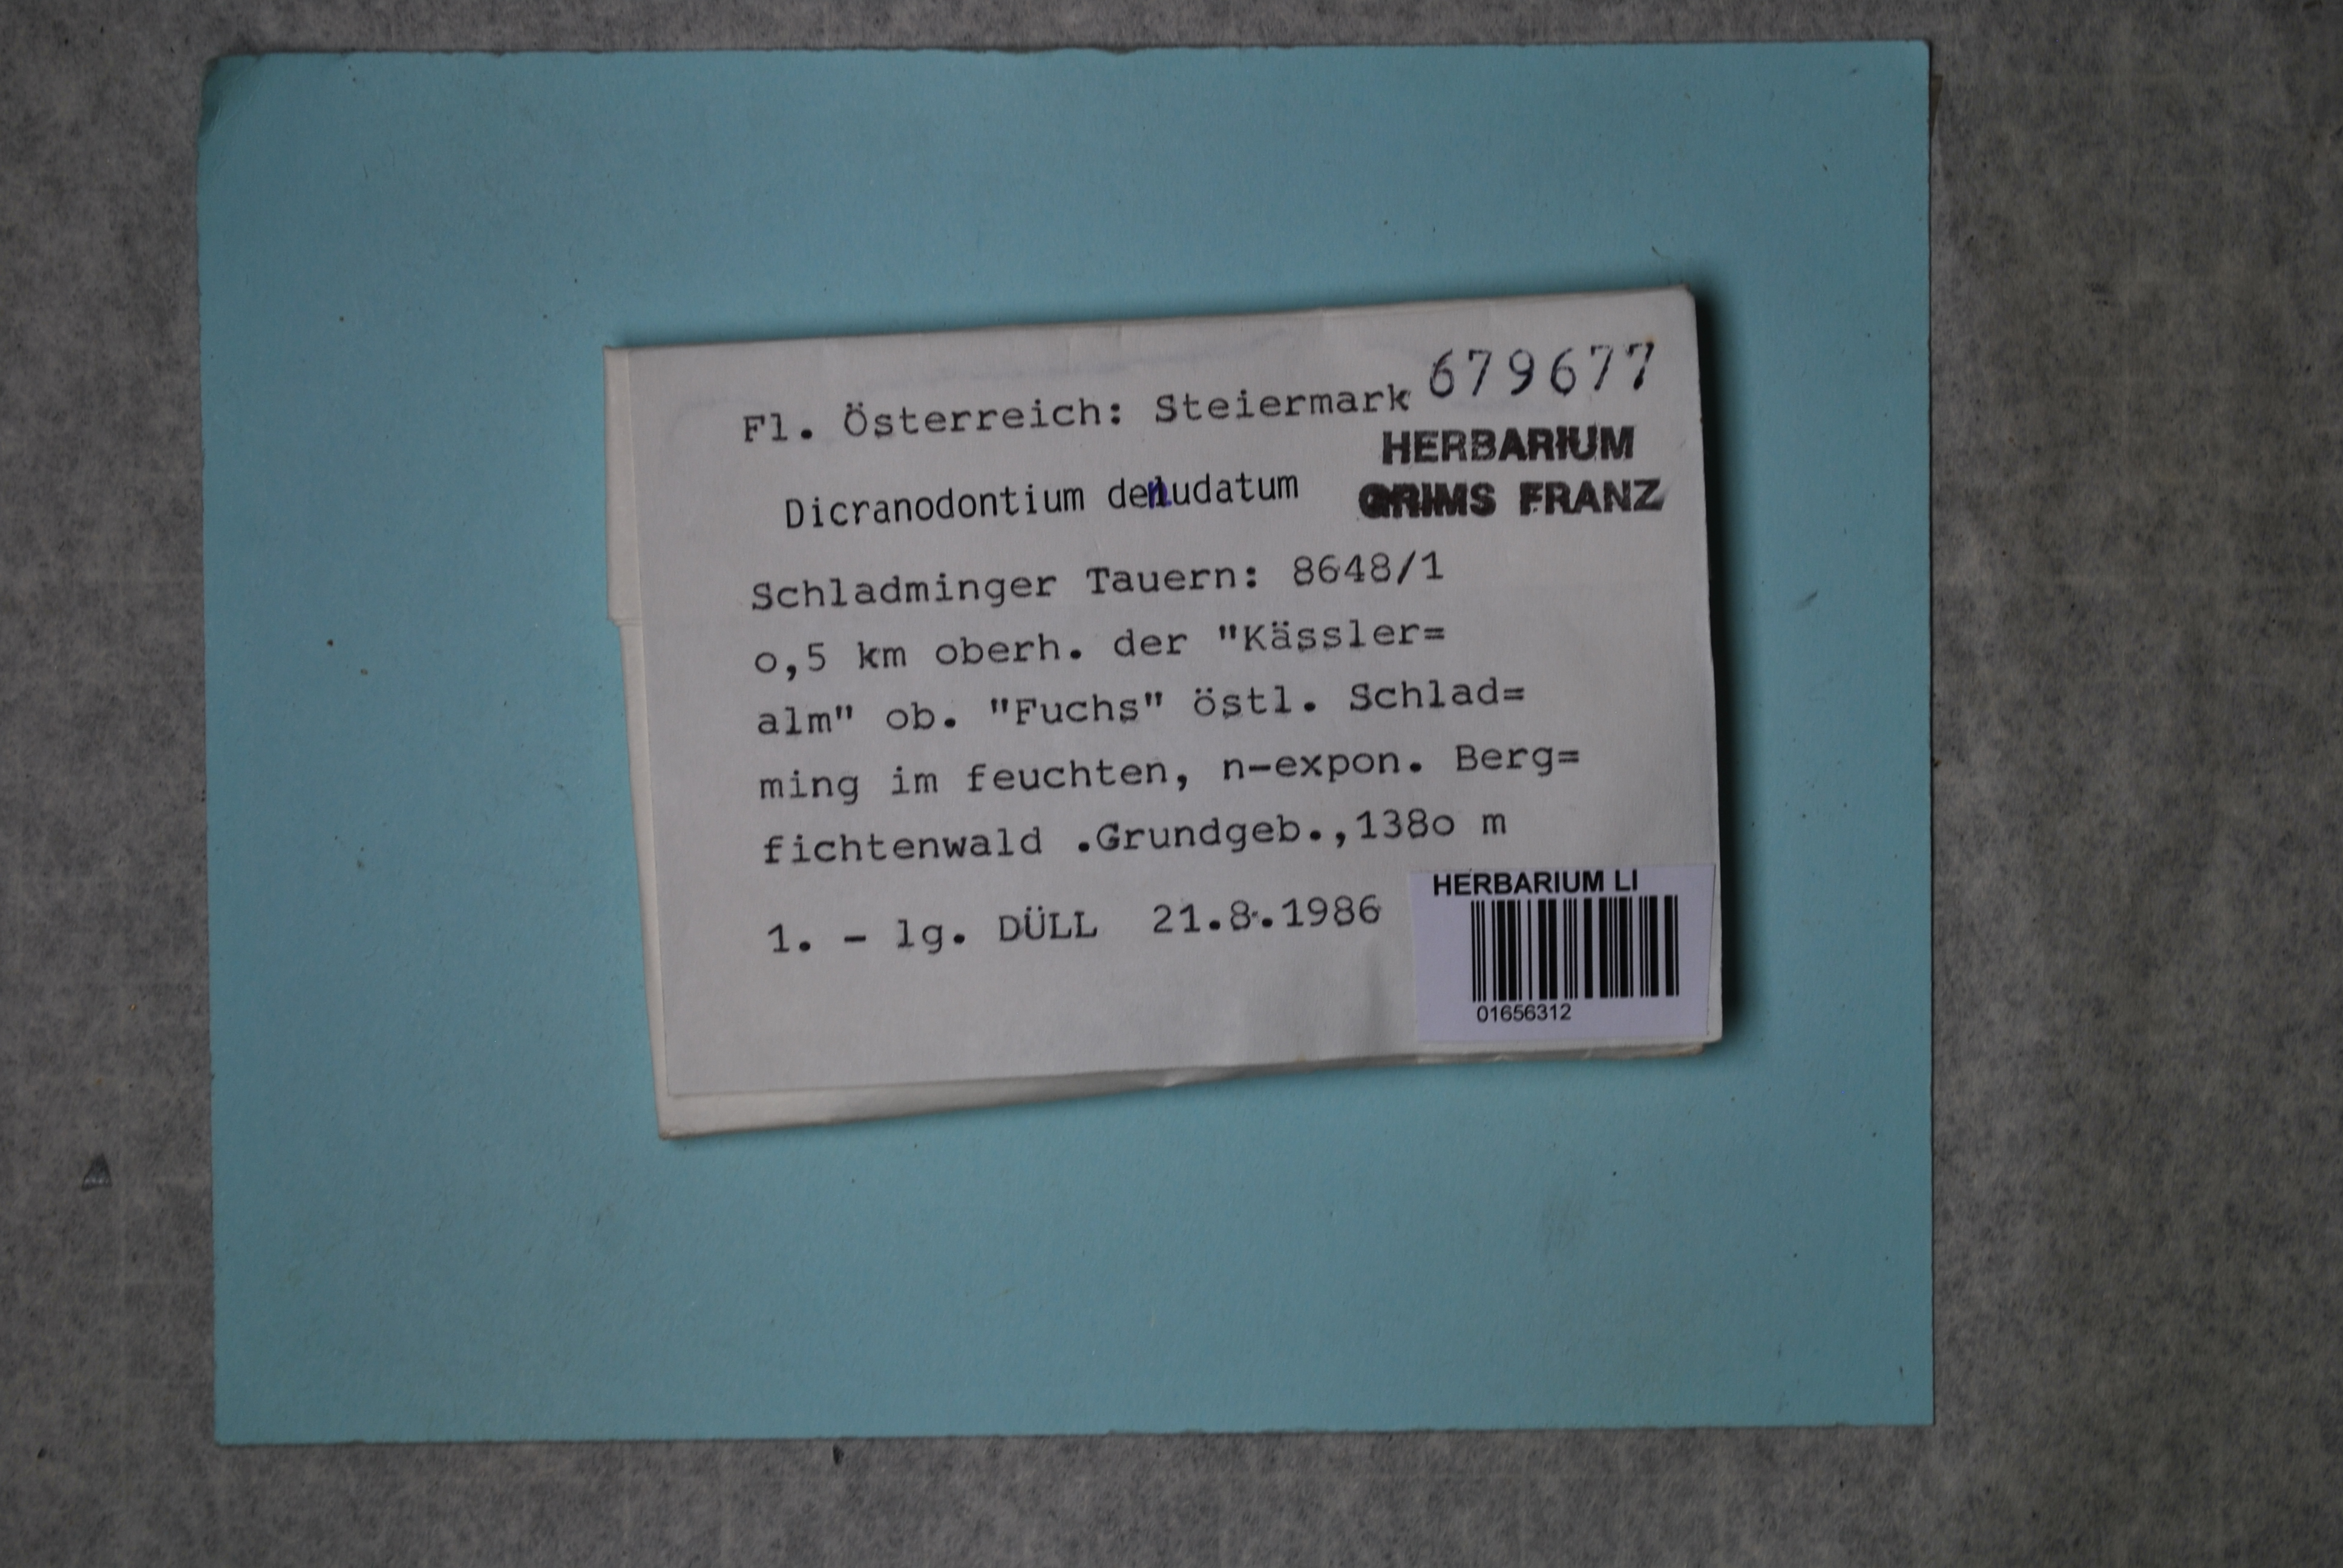 Fl. Österreich: Steiermark 679677
HERBARIUM
GRIMS FRANZ
Dicranodontium denudatum
Schladminger Tauern: 8648/1
o,5 km oberh. der "Kässler=
alm" ob. "Fuchs" östl. Schlad=
ming im feuchten, n-expon. Berg=
fichtenwald .Grundgeb.,138o m
1. - lg. DÜLL 21.8.1986
HERBARIUM LI
01656312